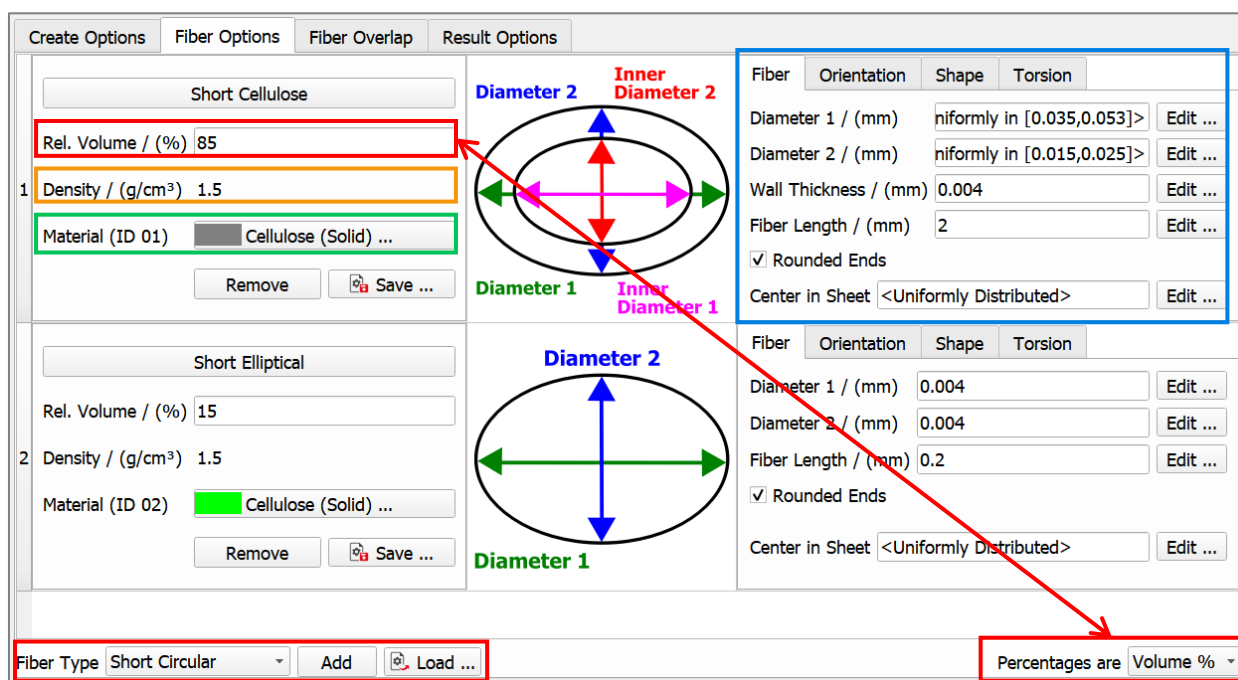 Create Options Fiber Options Fiber Overlap Result Options
1
Short Cellulose
Rel. Volume / (%) 85
Density / (g/cm³) 1.5
Material (ID 01) Cellulose (Solid) ...
Remove Save ...
Diameter 2
Inner
Diameter 2
Diameter 1
Inner
Diameter 1
Fiber Orientation Shape Torsion
Diameter 1 / (mm) niformly in [0.035,0.053]> Edit ...
Diameter 2 / (mm) niformly in [0.015,0.025]> Edit ...
Wall Thickness / (mm) 0.004 Edit ...
Fiber Length / (mm) 2 Edit ...
Rounded Ends
Center in Sheet <Uniformly Distributed> Edit ...
2
Short Elliptical
Rel. Volume / (%) 15
Density / (g/cm³) 1.5
Material (ID 02) Cellulose (Solid) ...
Remove Save ...
Diameter 2
Diameter 1
Fiber Orientation Shape Torsion
Diameter 1 / (mm) 0.004 Edit ...
Diameter 2 / (mm) 0.004 Edit ...
Fiber Length / (mm) 0.2 Edit ...
Rounded Ends
Center in Sheet <Uniformly Distributed> Edit ...
Fiber Type Short Circular Add Load ... Percentages are Volume %